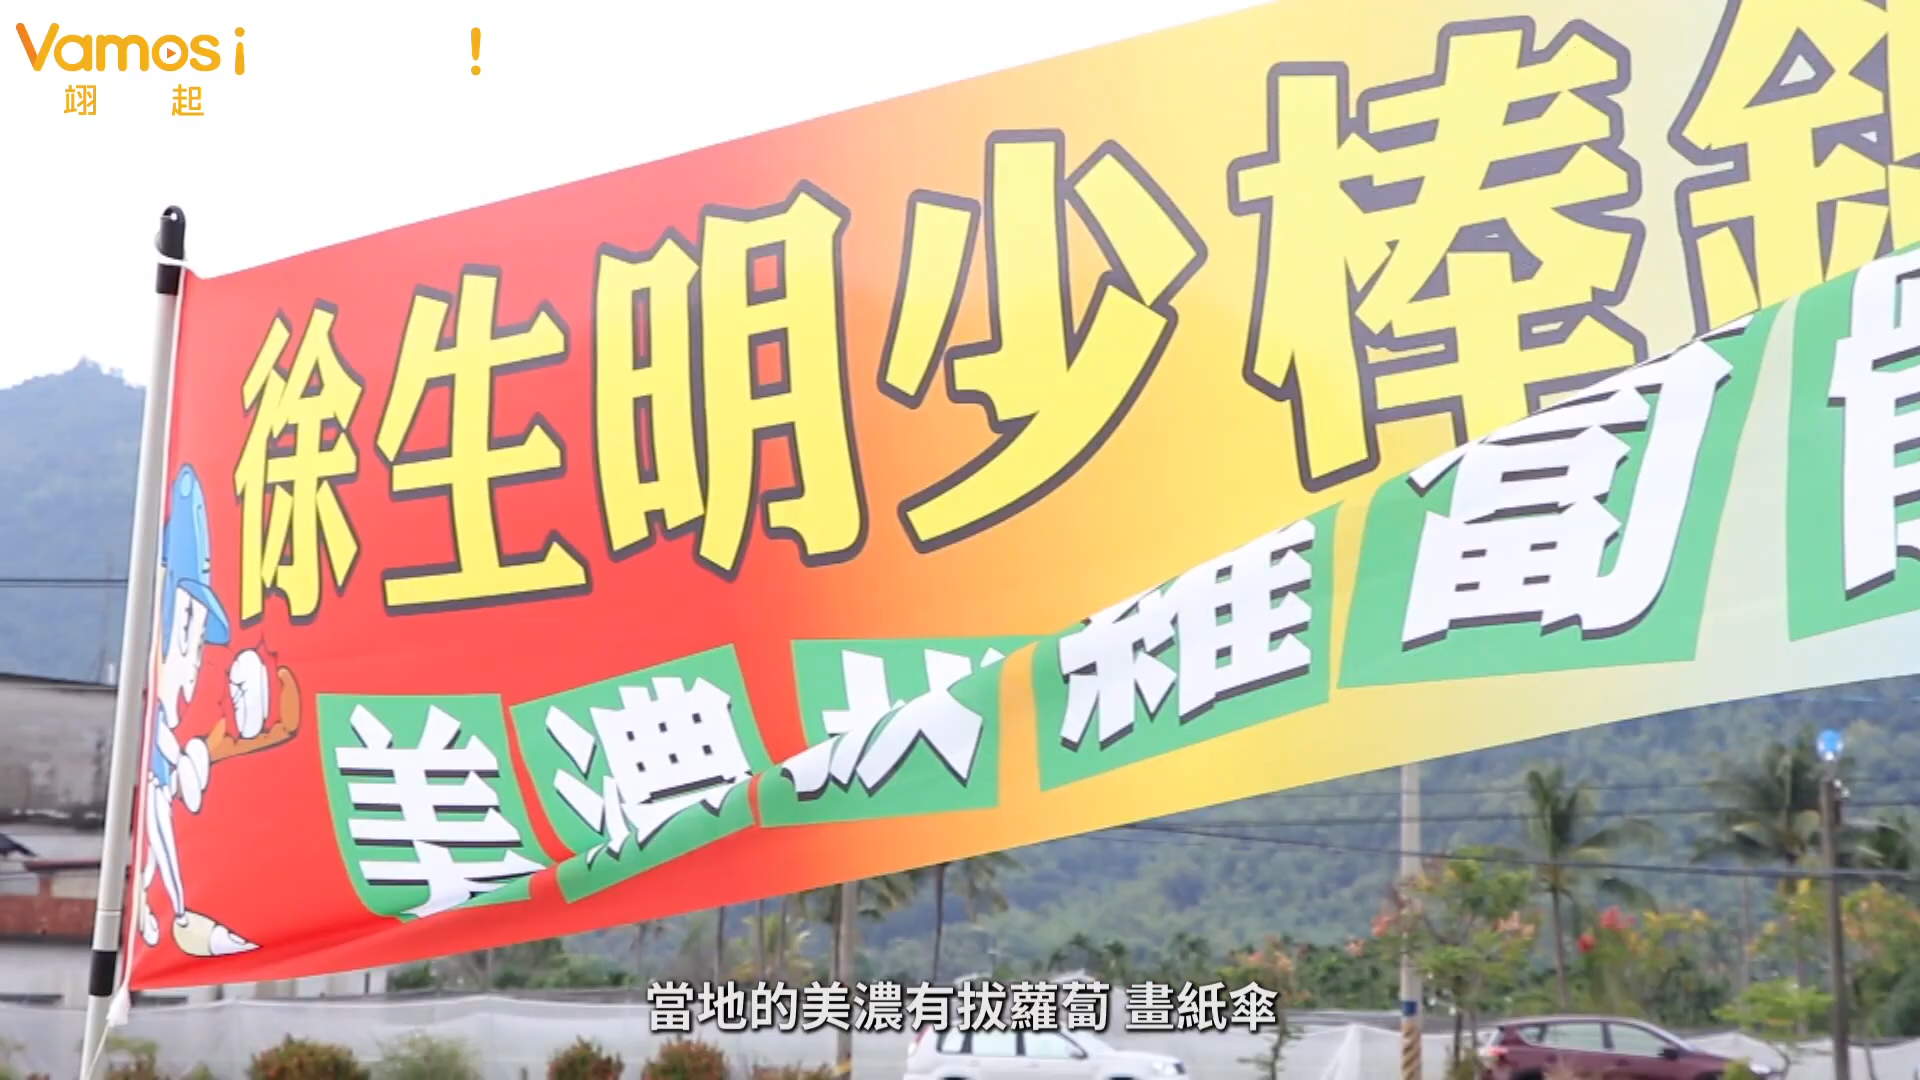 Vamos¡ !
翊 起
徐生明少棒
美濃
蔔
當地的美濃有拔蘿蔔 畫紙傘